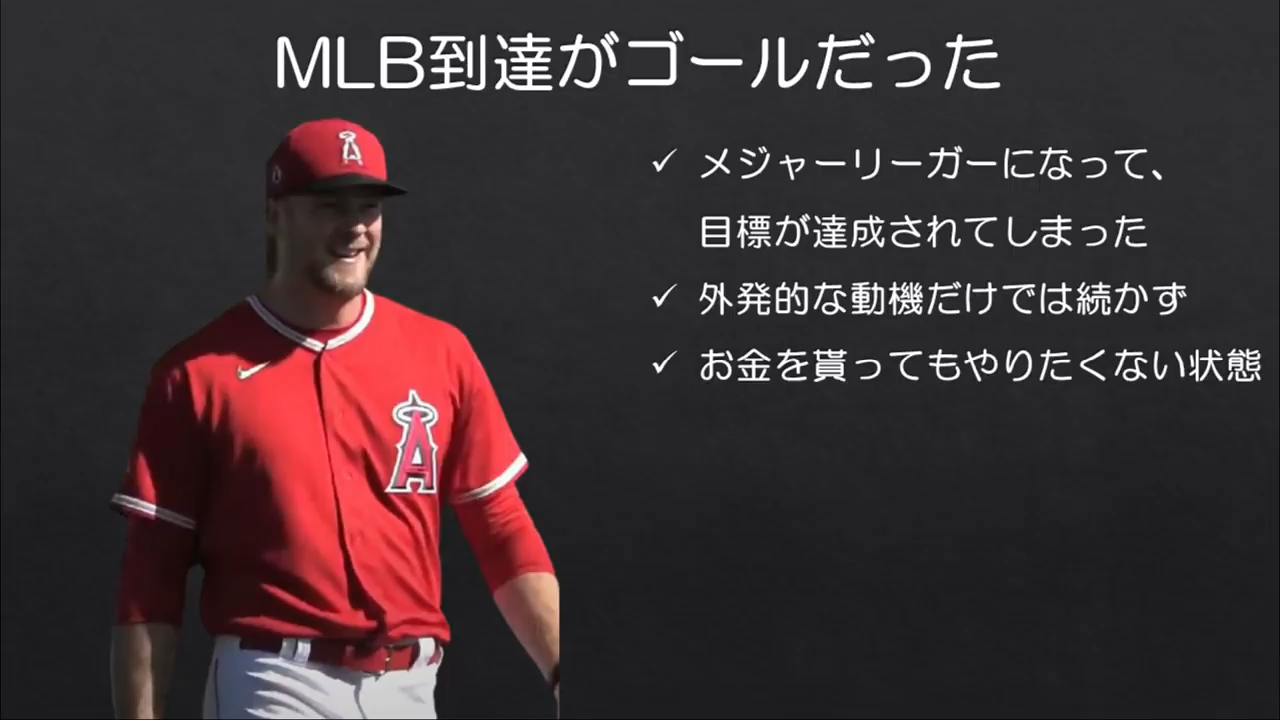 MLB到達がゴールだった
✓ メジャーリーガーになって、
目標が達成されてしまった
✓ 外発的な動機だけでは続かず
✓ お金を貰ってもやりたくない状態
A
A